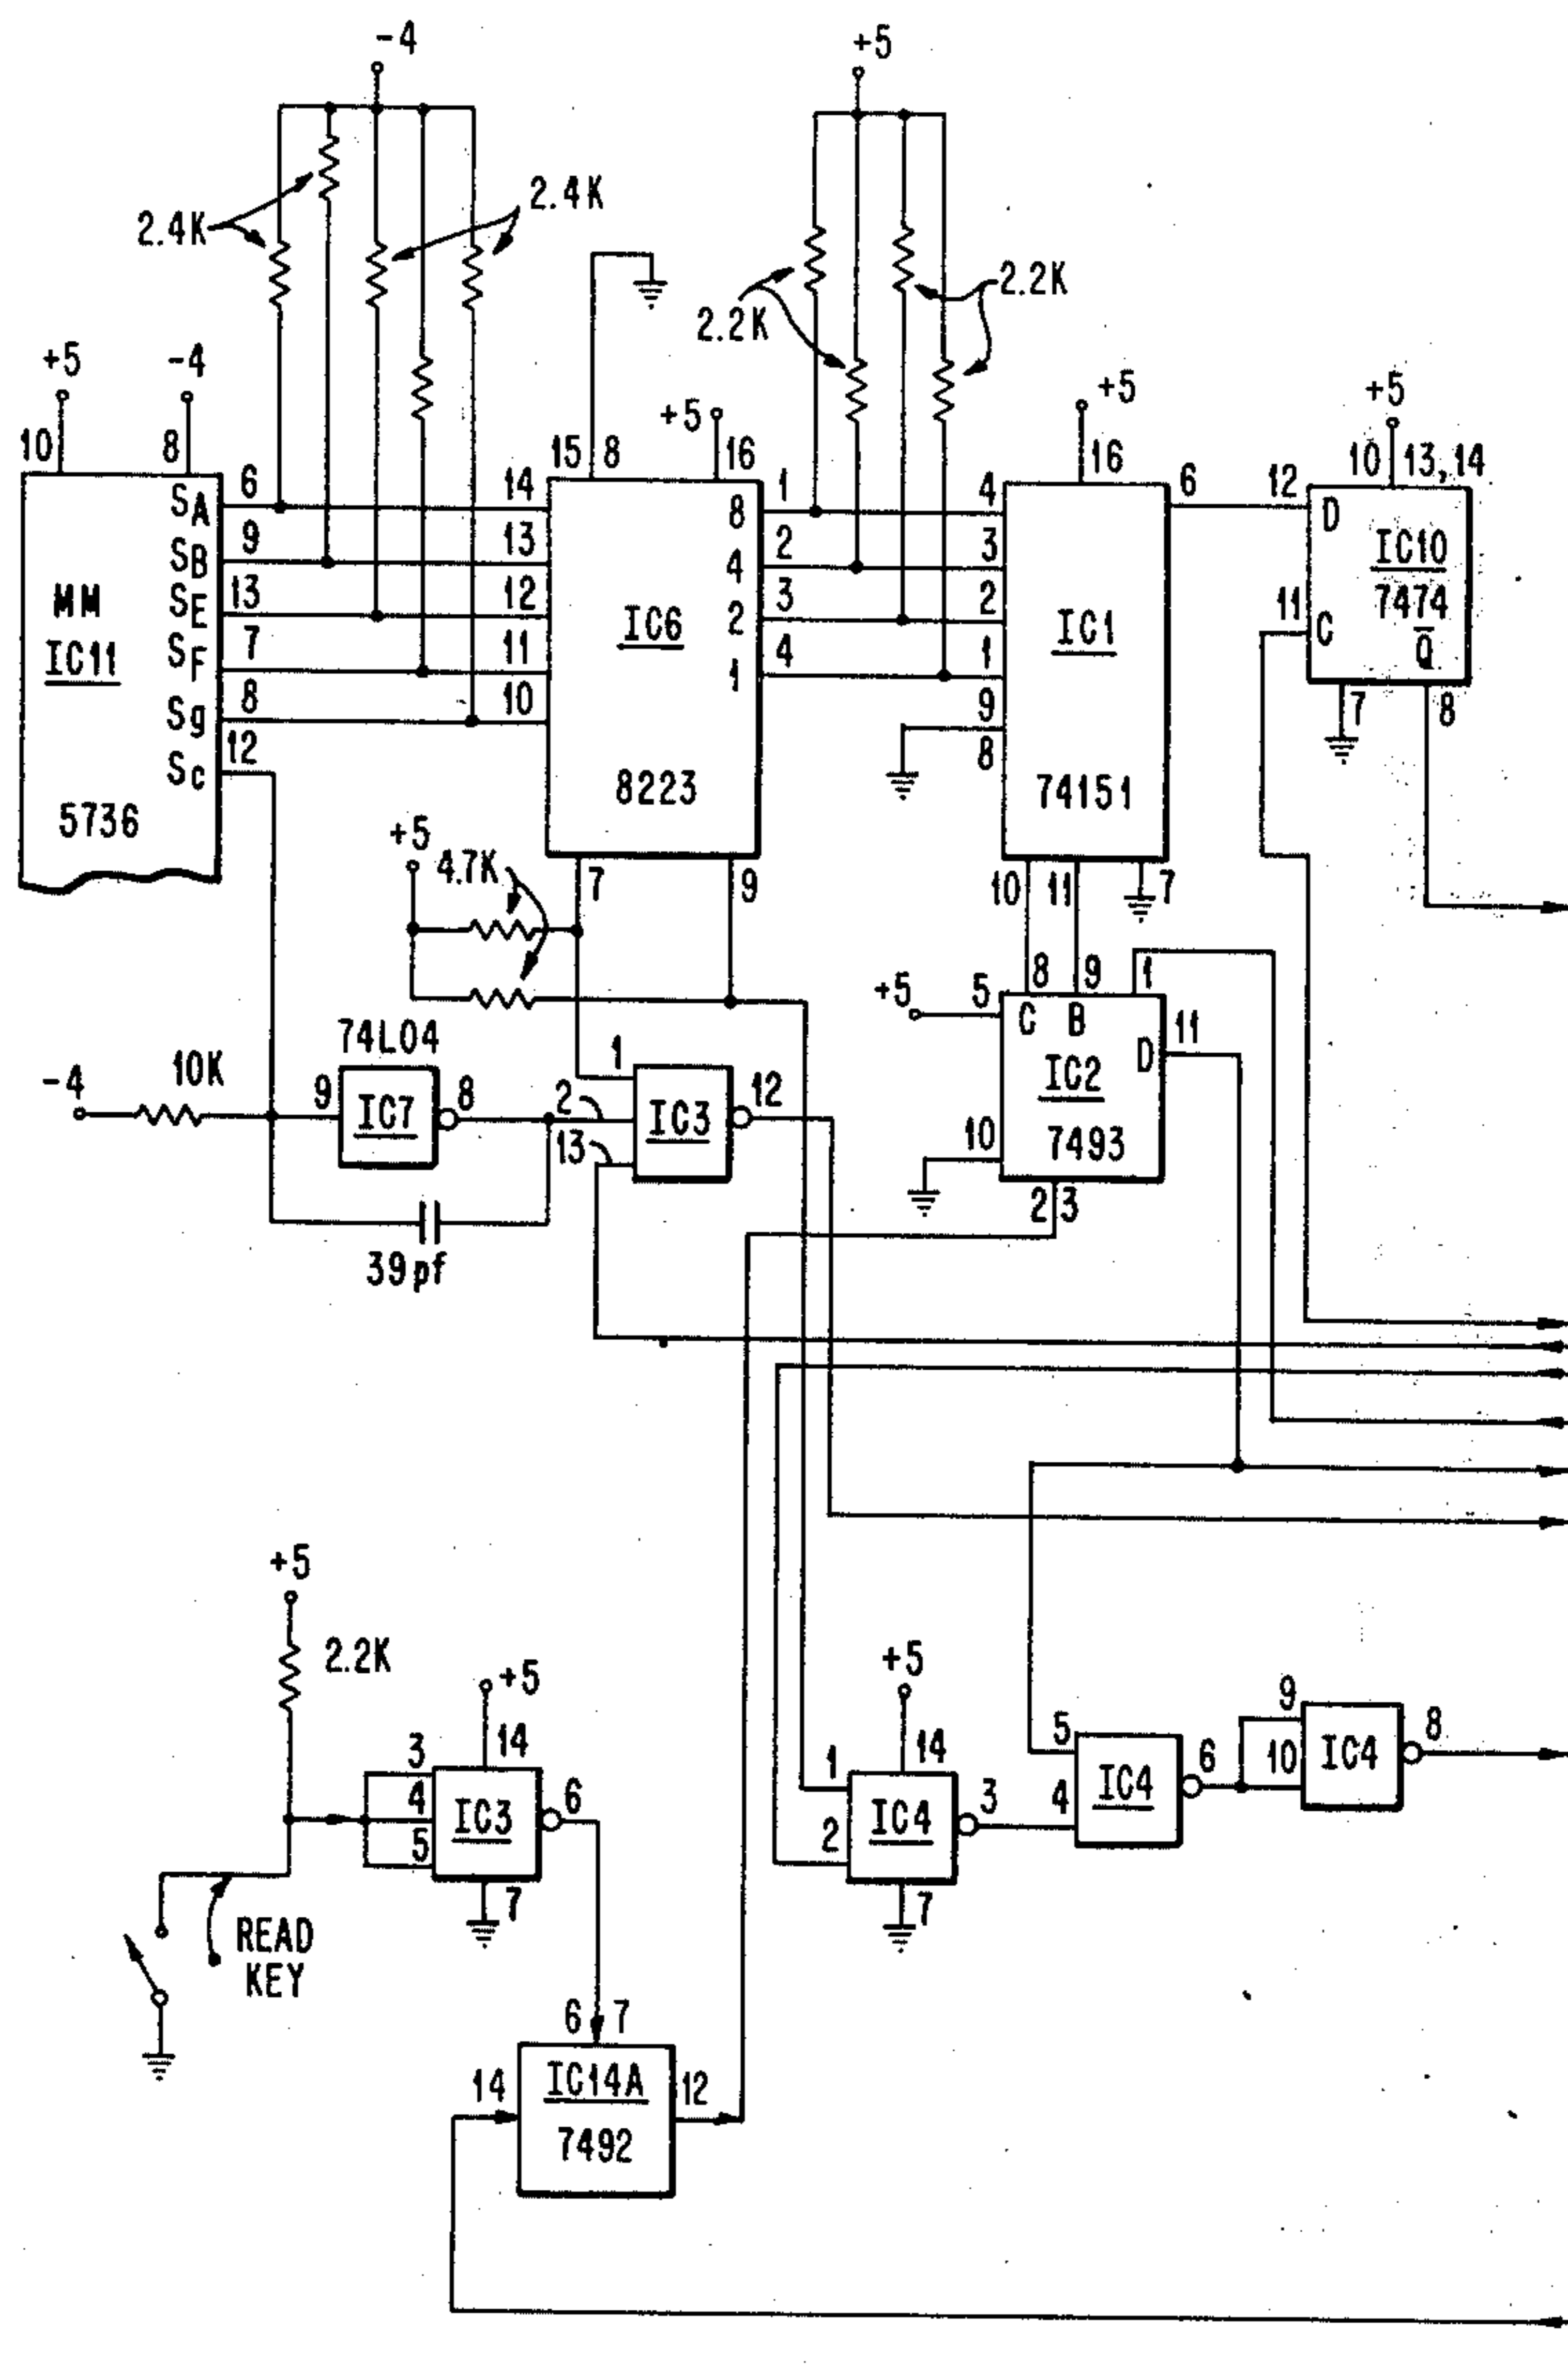 -4
+5
2.4K
2.4K
2.2K
2.2K
+5
-4
+5
+5
+5
10
8
15 8
16
16
10 13,14
SA 6
14
8 1
4
6
12 D
SB 9
13
4 2
3
IC10
7474
Q̅
MM
IC11
5736
SE 13
12
IC6
2 3
2
IC1
11 C
SF 7
11
1 4
1
Sg 8
10
9
8
7
8
Sc 12
8223
74151
+5
4.7K
7
9
10 11
7
+5
5
8 9 1
C B
D 11
IC2
7493
10
2 3
-4
10K
74L04
9
IC7
8
1
2
13
IC3
12
39pf
+5
2.2K
+5
14
3
4
5
IC3
6
7
+5
14
1
2
IC4
3
7
5
4
IC4
6
9
10
IC4
8
READ
KEY
6 7
14
IC14A
7492
12